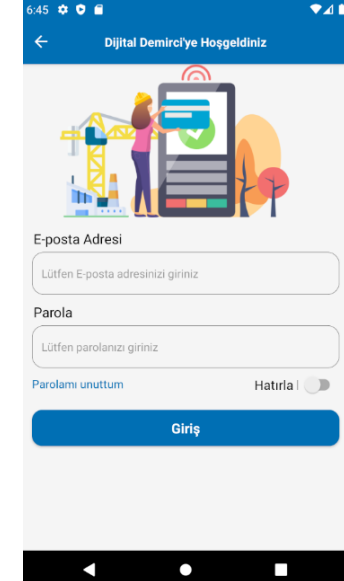 6:45
Dijital Demirci'ye Hoşgeldiniz
E-posta Adresi
Lütfen E-posta adresinizi giriniz
Parola
Lütfen parolanızı giriniz
Parolamı unuttum
Hatırla
Giriş